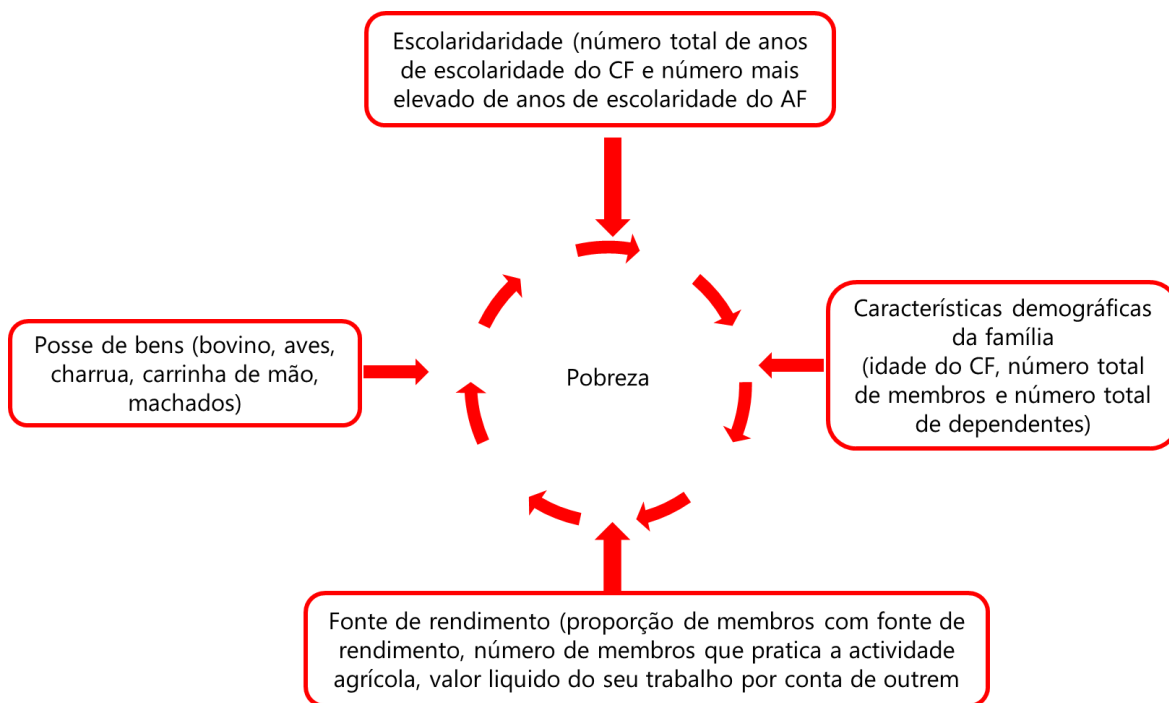 Escolaridaridade (número total de anos
de escolaridade do CF e número mais
elevado de anos de escolaridade do AF
Posse de bens (bovino, aves,
charrua, carrinha de mão,
machados)
Pobreza
Característícas demográficas
da família
(idade do CF, número total
de membros e número total
de dependentes)
Fonte de rendimento (proporção de membros com fonte de
rendimento, número de membros que pratica a actividade
agrícola, valor liquido do seu trabalho por conta de outrem